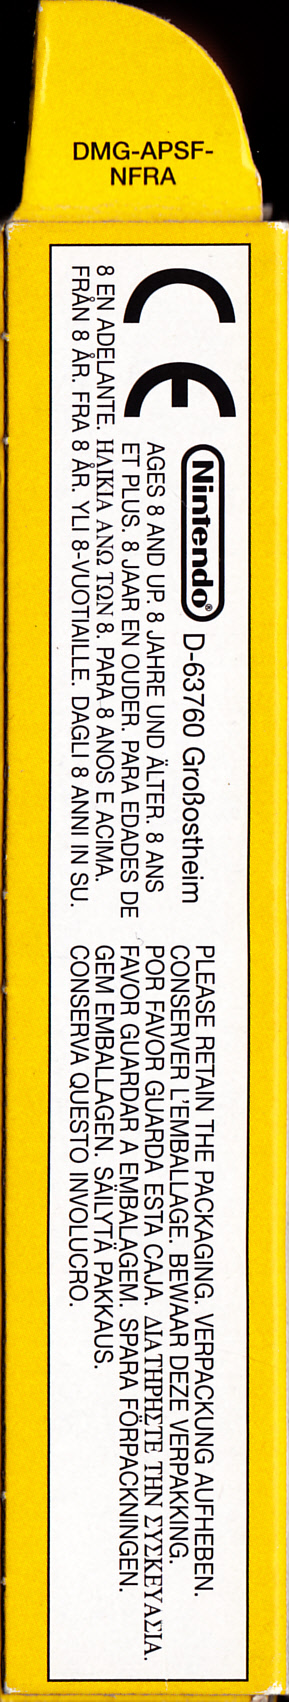 DMG-APSF-
NFRA
CE
Nintendo® D-63760 Großostheim
AGES 8 AND UP. 8 JAHRE UND ÄLTER. 8 ANS
ET PLUS. 8 JAAR EN OUDER. PARA EDADES DE
8 EN ADELANTE. ΗΛΙΚΙΑ ΑΝΩ ΤΩΝ 8. PARA 8 ANOS E ACIMA.
FRÅN 8 ÅR. FRA 8 ÅR. YLI 8-VUOTIAILLE. DAGLI 8 ANNI IN SU.
PLEASE RETAIN THE PACKAGING. VERPACKUNG AUFHEBEN.
CONSERVER L'EMBALLAGE. BEWAAR DEZE VERPAKKING.
POR FAVOR GUARDA ESTA CAJA. ΔΙΑΤΗΡΗΣΤΕ ΤΗΝ ΣΥΣΚΕΥΑΣΙΑ.
FAVOR GUARDAR A EMBALAGEM. SPARA FÖRPACKNINGEN.
GEM EMBALLAGEN. SÄILYTÄ PAKKAUS.
CONSERVA QUESTO INVOLUCRO.